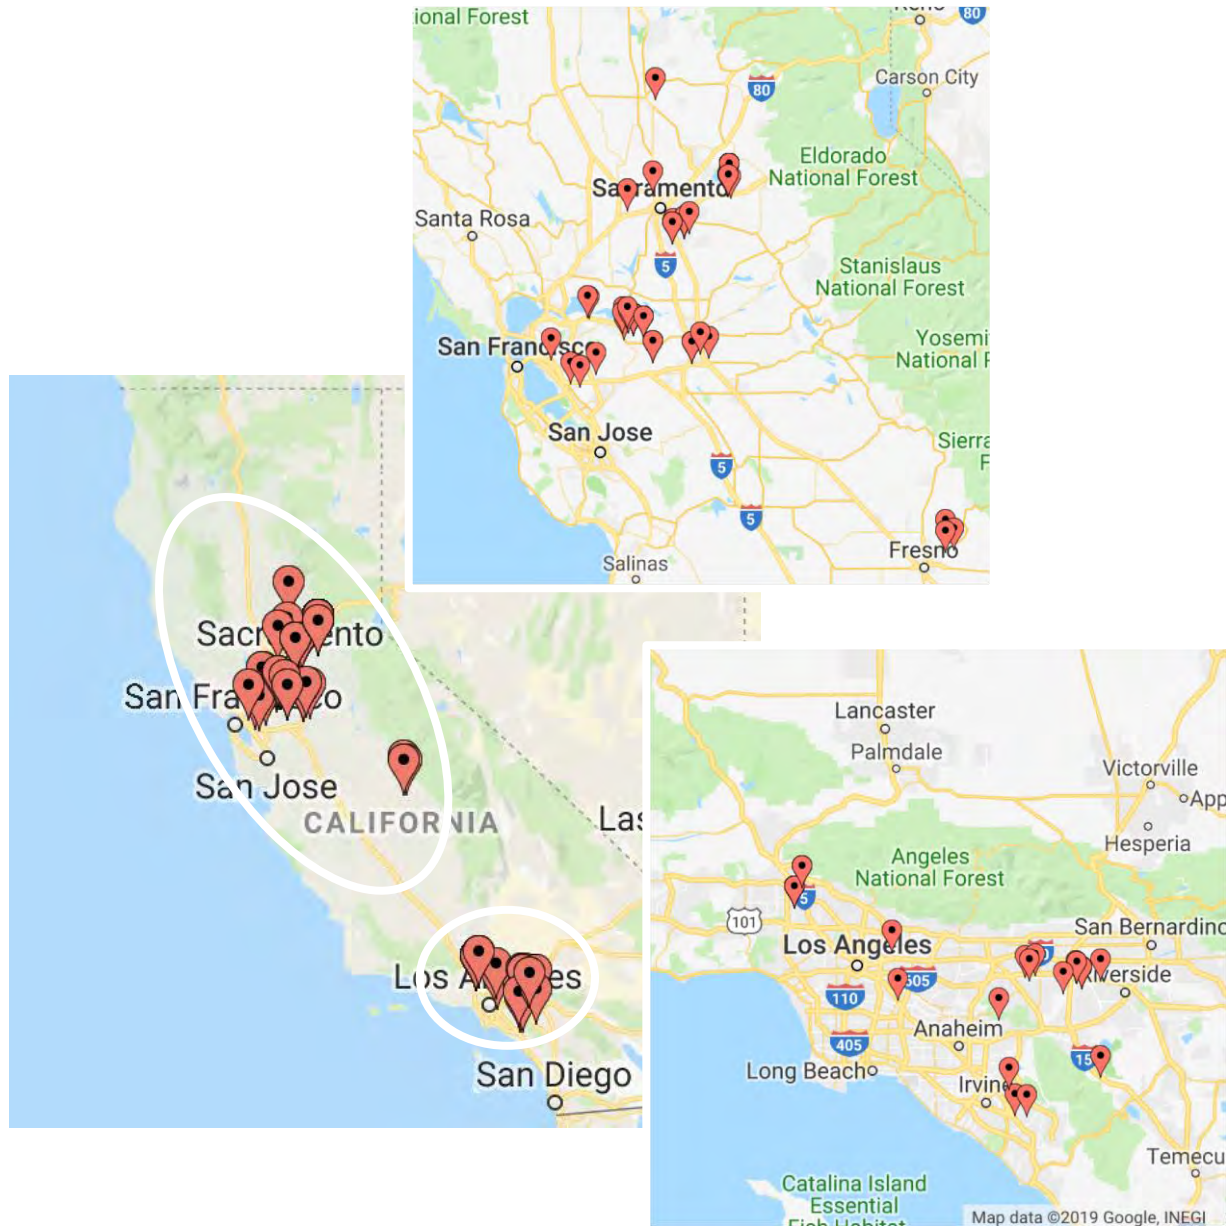 ional Forest
80
Carson City
80
Eldorado
National Forest
Sacramento
Santa Rosa
5
Stanislaus
National Forest
San Francisco
Yosemi
National F
San Jose
Sierra
F
5
5
Fresno
Salinas
Sacramento
San Francisco
San Jose
CALIFORNIA
Las
Los Angeles
San Diego
Lancaster
Palmdale
Victorville
App
Hesperia
Angeles
National Forest
5
101
San Bernardino
Los Angeles
Riverside
605
110
Anaheim
405
15
Long Beach
Irvine
Temecu
Catalina Island
Essential
Fish Habitat
Map data ©2019 Google, INEGI